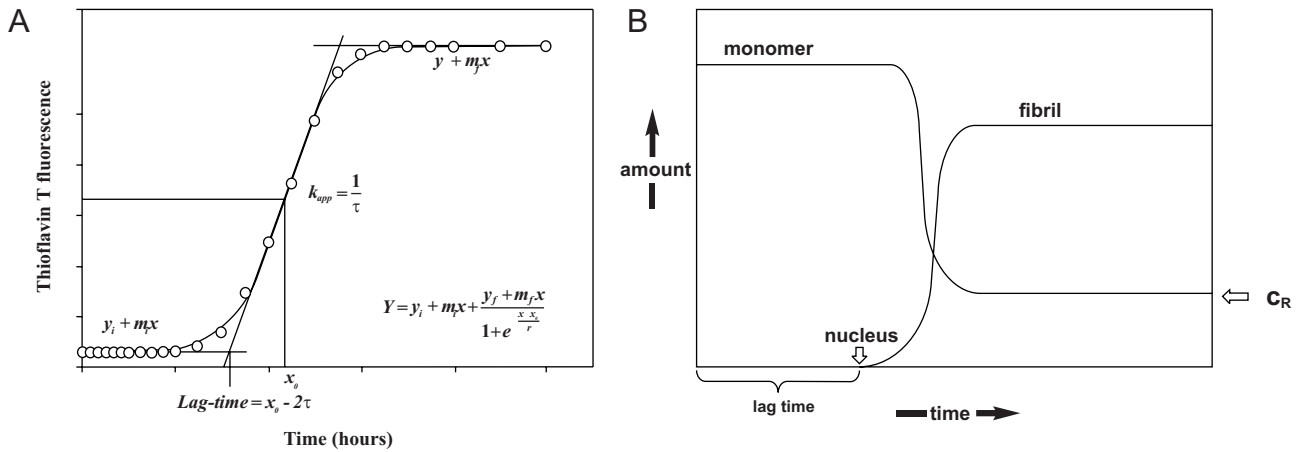 A
Thioflavin T fluorescence
y + m_f x
k_app = 1/τ
Y = y_i + m_i x + (y_f + m_f x)/(1 + e^(x x_0/r))
y_i + m_i x
x_0
Lag-time = x_0 - 2τ
Time (hours)
B
monomer
fibril
amount
C_R
nucleus
lag time
time